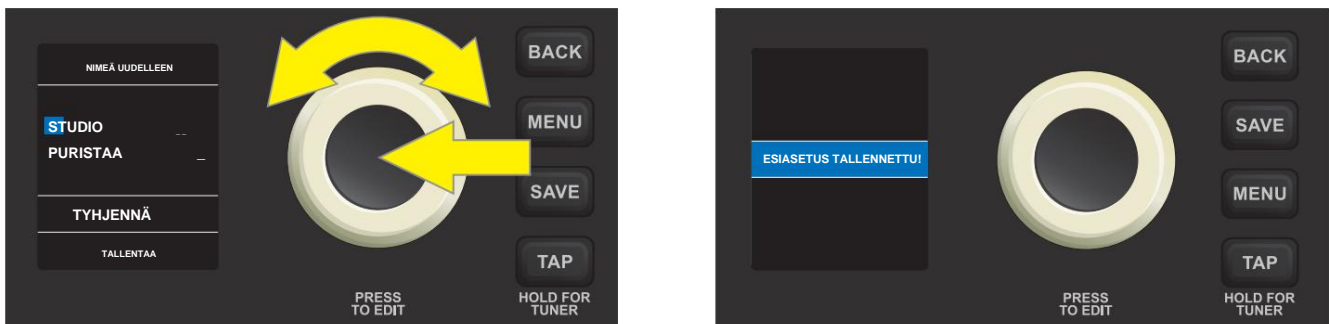 NIMEÄ UUDELLEEN
STUDIO __
PURISTAA _
TYHJENNÄ
TALLENTAA
BACK
MENU
SAVE
TAP
PRESS
TO EDIT
HOLD FOR
TUNER
ESIASETUS TALLENNETTU!
BACK
SAVE
MENU
TAP
PRESS
TO EDIT
HOLD FOR
TUNER